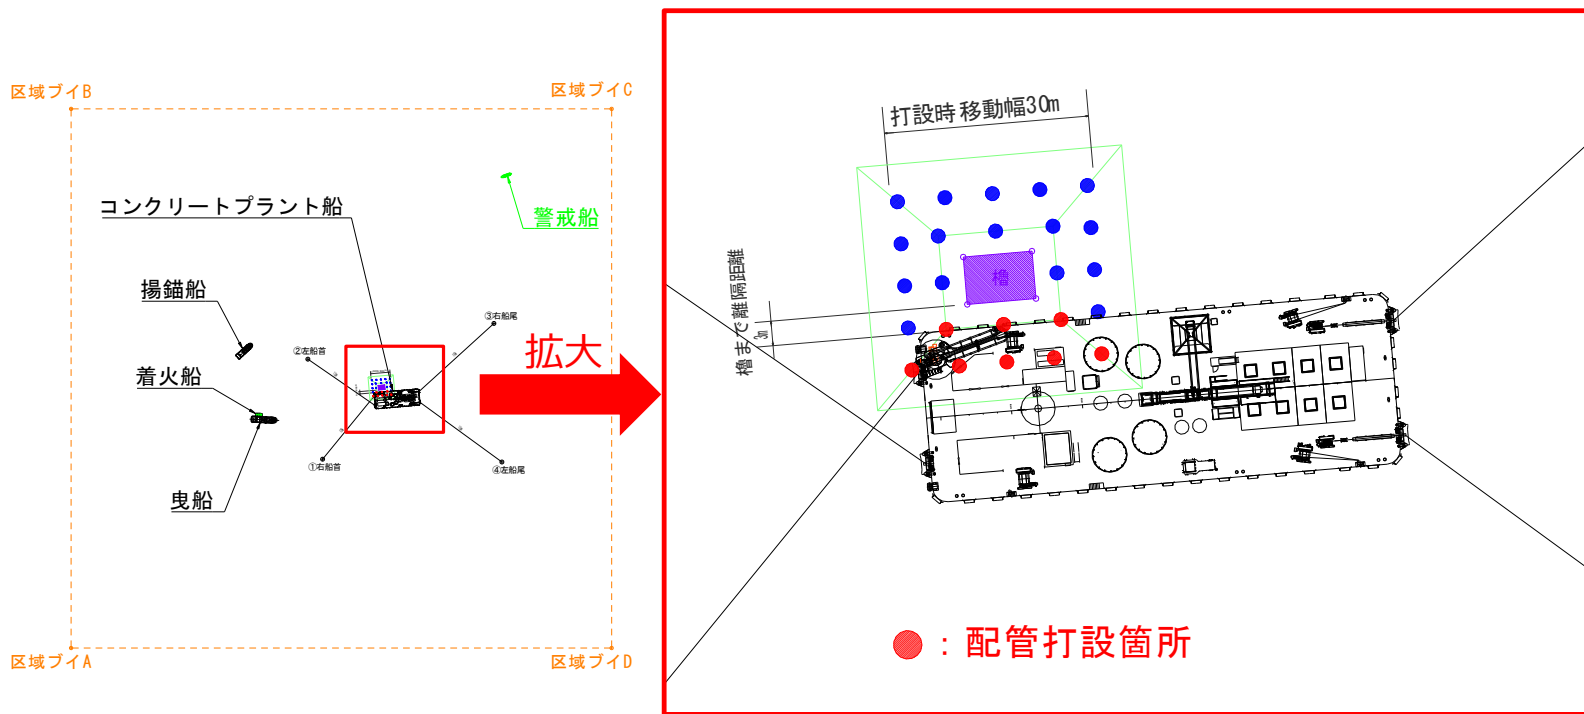 区域ブイB
区域ブイC
コンクリートプラント船
警戒船
揚錨船
③右船尾
②左船首
着火船
拡大
①右船首
④左船尾
曳船
区域ブイA
区域ブイD
打設時移動幅30m
櫓
櫓まで離隔距離
3m
：配管打設箇所